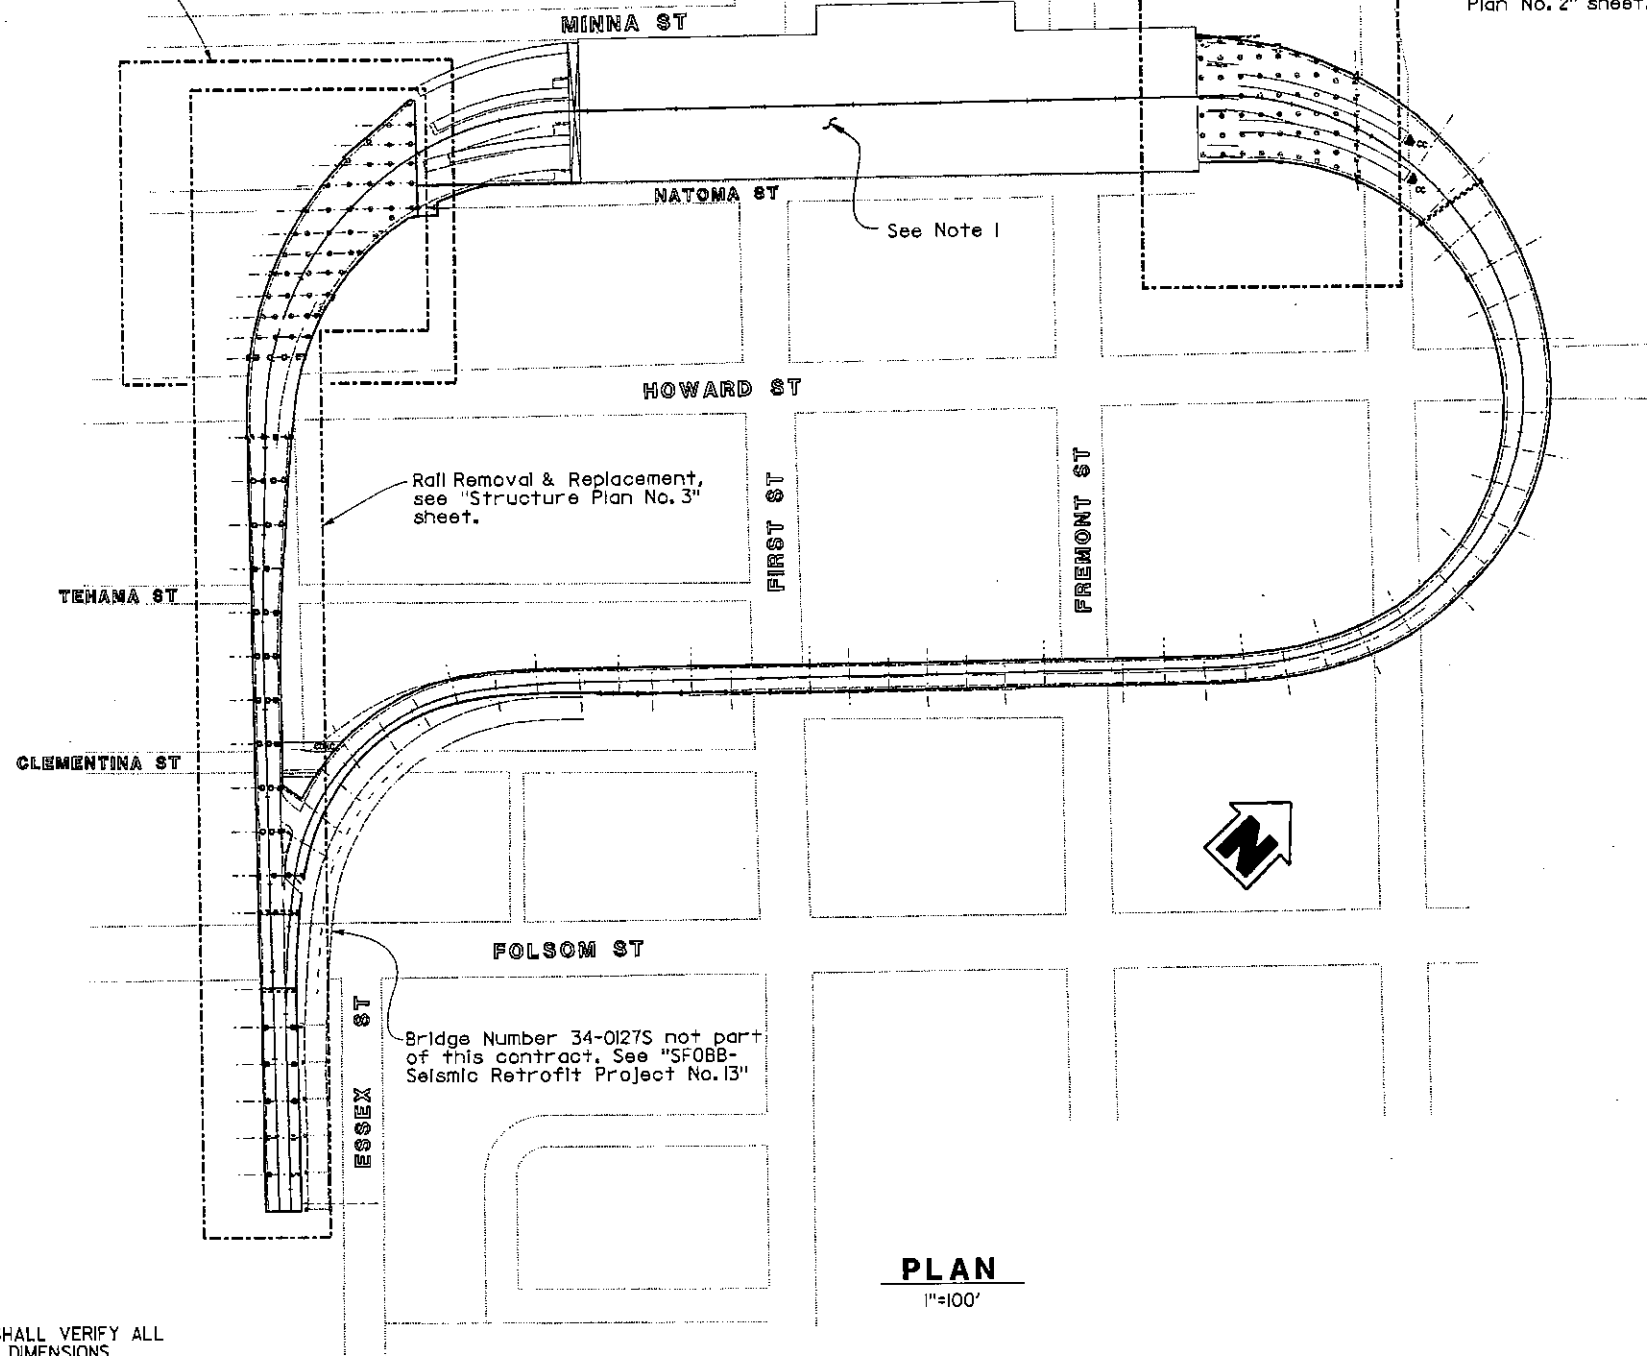 Plan No. 2" sheet.
MINNA ST
CC
CC
NATOMA ST
See Note 1
HOWARD ST
Rail Removal & Replacement,
see "Structure Plan No. 3"
sheet.
FIRST ST
FREMONT ST
TEHAMA ST
CLEMENTINA ST
N
FOLSOM ST
ESSEX ST
Bridge Number 34-0127S not part
of this contract. See "SFOBB-
Seismic Retrofit Project No. 13"
PLAN
1"=100'
SHALL VERIFY ALL
DIMENSIONS